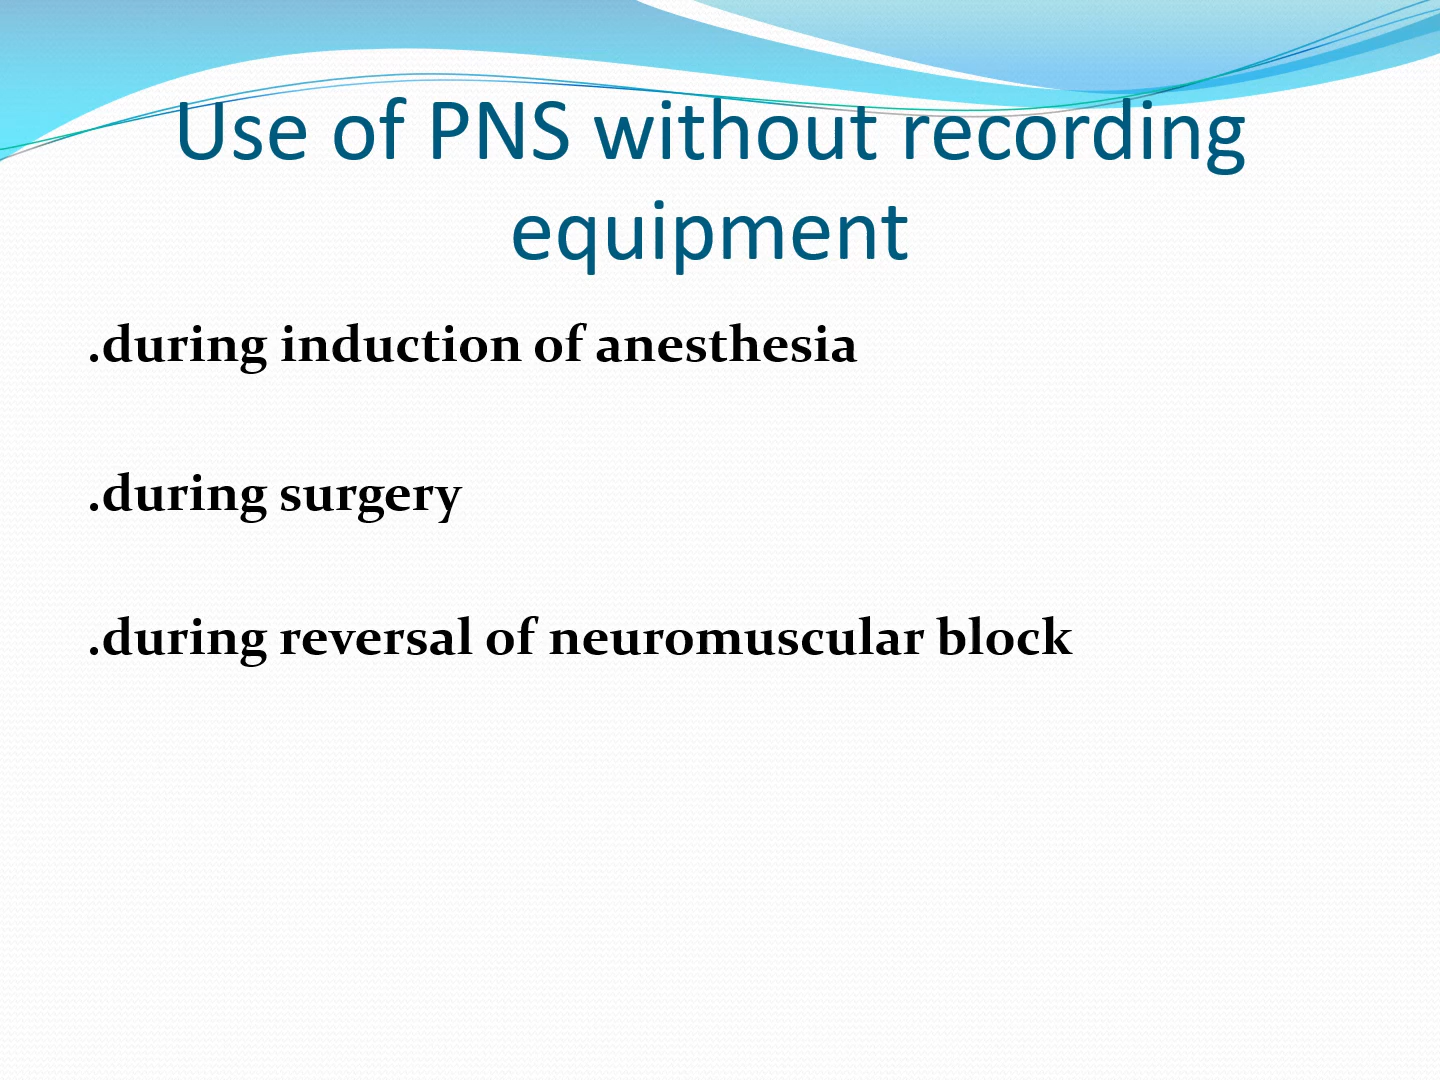 Use of PNS without recording
equipment
.during induction of anesthesia
.during surgery
.during reversal of neuromuscular block